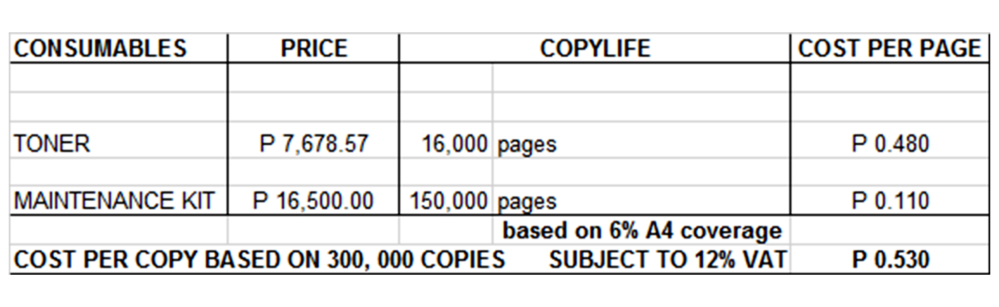 CONSUMABLES PRICE COPYLIFE COST PER PAGE
TONER P 7,678.57 16,000 pages P 0.480
MAINTENANCE KIT P 16,500.00 150,000 pages P 0.110
based on 6% A4 coverage
COST PER COPY BASED ON 300, 000 COPIES SUBJECT TO 12% VAT P 0.530